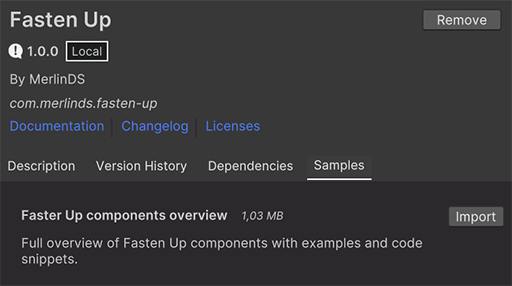 Fasten Up
Remove
1.0.0 Local
By MerlinDS
com.merlinds.fasten-up
Documentation Changelog Licenses
Description Version History Dependencies Samples
Faster Up components overview 1,03 MB
Import
Full overview of Fasten Up components with examples and code
snippets.